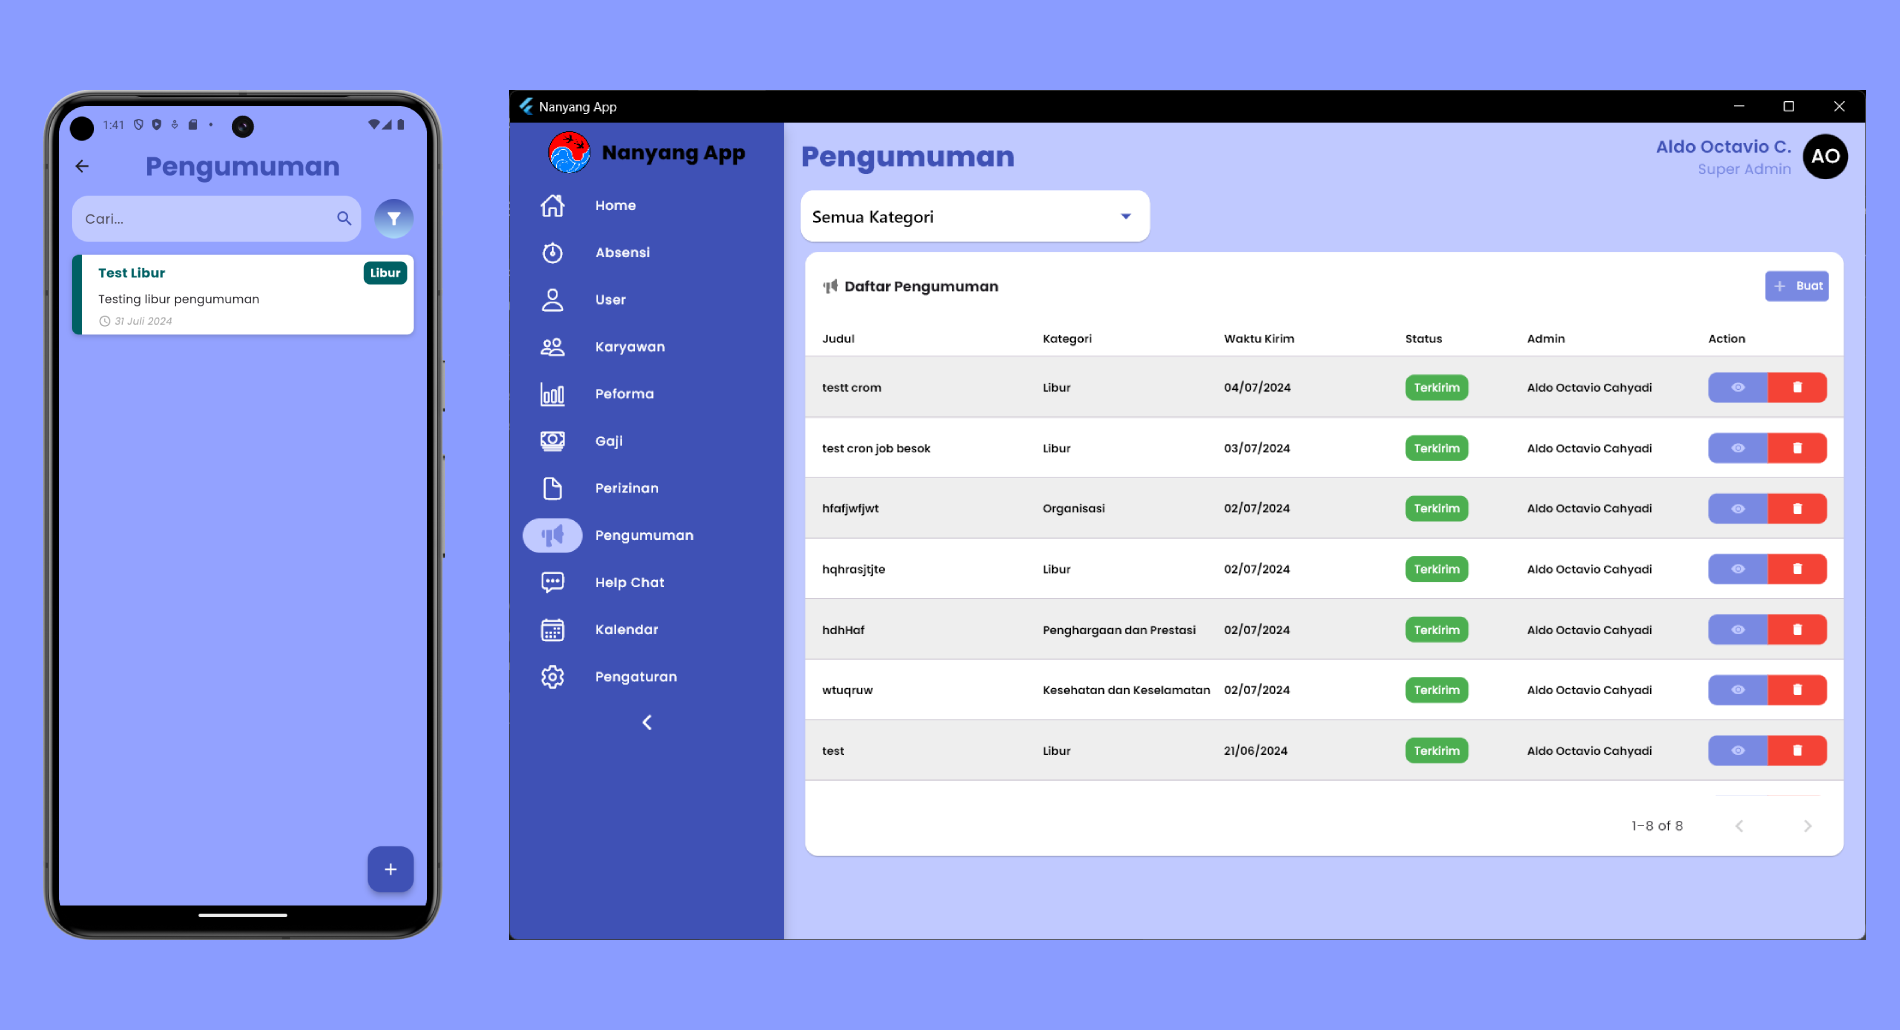 1:41
Pengumuman
Cari...
Test Libur
Libur
Testing libur pengumuman
31 Juli 2024
Nanyang App
Nanyang App
Home
Absensi
User
Karyawan
Peforma
Gaji
Perizinan
Pengumuman
Help Chat
Kalendar
Pengaturan
Pengumuman
Aldo Octavio C.
Super Admin
AO
Semua Kategori
Daftar Pengumuman
+ Buat
Judul Kategori Waktu Kirim Status Admin Action
testt crom Libur 04/07/2024 Terkirim Aldo Octavio Cahyadi
test cron job besok Libur 03/07/2024 Terkirim Aldo Octavio Cahyadi
hfafjwfjwt Organisasi 02/07/2024 Terkirim Aldo Octavio Cahyadi
hqhrasjtjte Libur 02/07/2024 Terkirim Aldo Octavio Cahyadi
hdhHaf Penghargaan dan Prestasi 02/07/2024 Terkirim Aldo Octavio Cahyadi
wtuqruw Kesehatan dan Keselamatan 02/07/2024 Terkirim Aldo Octavio Cahyadi
test Libur 21/06/2024 Terkirim Aldo Octavio Cahyadi
1–8 of 8